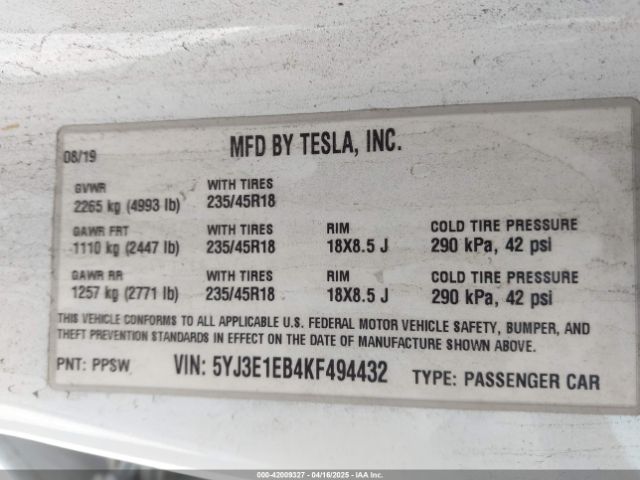 08/19 MFD BY TESLA, INC.
GVWR WITH TIRES
2265 kg (4993 lb) 235/45R18
GAWR FRT WITH TIRES RIM COLD TIRE PRESSURE
1110 kg (2447 lb) 235/45R18 18X8.5 J 290 kPa, 42 psi
GAWR RR WITH TIRES RIM COLD TIRE PRESSURE
1257 kg (2771 lb) 235/45R18 18X8.5 J 290 kPa, 42 psi
THIS VEHICLE CONFORMS TO ALL APPLICABLE U.S. FEDERAL MOTOR VEHICLE SAFETY, BUMPER, AND
THEFT PREVENTION STANDARDS IN EFFECT ON THE DATE OF MANUFACTURE SHOWN ABOVE.
PNT: PPSW VIN: 5YJ3E1EB4KF494432 TYPE: PASSENGER CAR
000-42009327 - 04/16/2025 - IAAI.COM